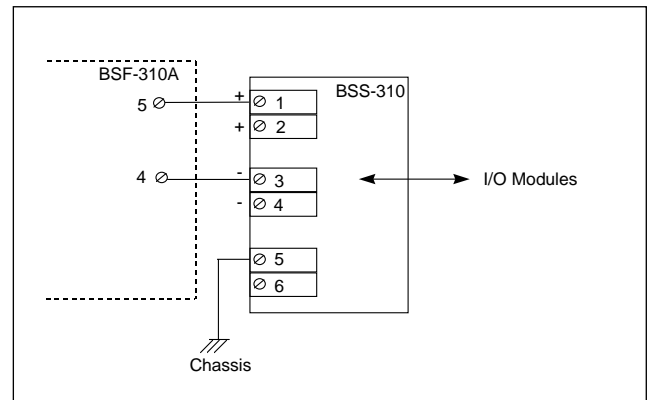 BSF-310A
BSS-310
5 + 1
+ 2
4 - 3 I/O Modules
- 4
5
6
Chassis